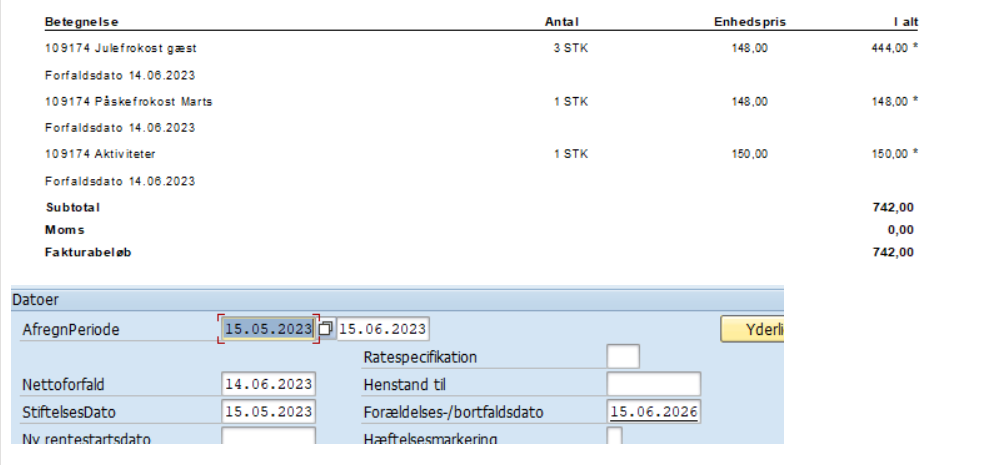 Betegnelse Antal Enhedspris I alt
109174 Julefrokost gæst 3 STK 148,00 444,00 *
Forfaldsdato 14.06.2023
109174 Påskefrokost Marts 1 STK 148,00 148,00 *
Forfaldsdato 14.06.2023
109174 Aktiviteter 1 STK 150,00 150,00 *
Forfaldsdato 14.06.2023
Subtotal 742,00
Moms 0,00
Fakturabeløb 742,00
Datoer
AfregnPeriode 15.05.2023 15.06.2023 Yderli
Ratespecifikation
Nettoforfald 14.06.2023 Henstand til
StiftelsesDato 15.05.2023 Forældelses-/bortfaldsdato 15.06.2026
Ny rentestartsdato Hæftelsesmarkering